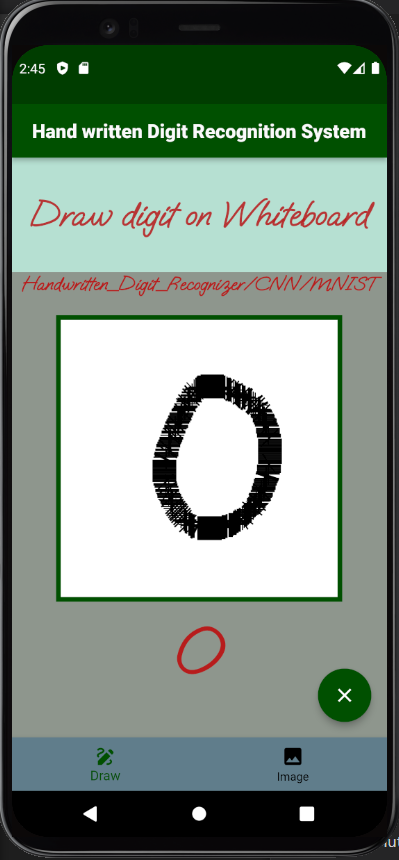 2:45
Hand written Digit Recognition System
Draw digit on Whiteboard
Handwritten_Digit_Recognizer/CNN/MNIST
0
0
Draw
Image